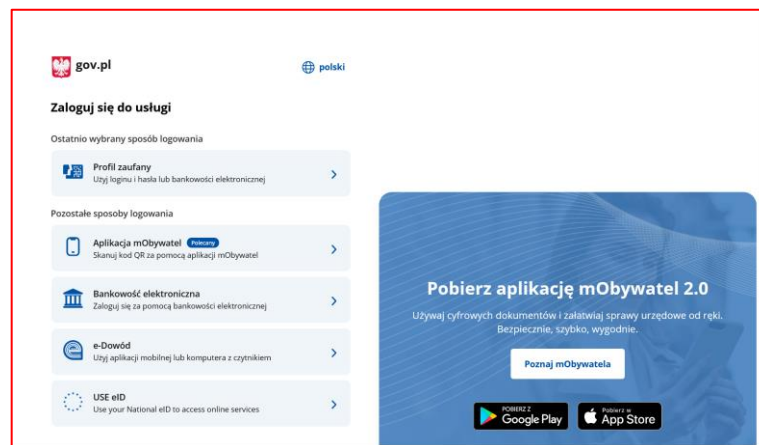 gov.pl
polski
Zaloguj się do usługi
Ostatnio wybrany sposób logowania
Profil zaufany
Użyj loginu i hasła lub bankowości elektronicznej
Pozostałe sposoby logowania
Aplikacja mObywatel Polecany
Skanuj kod QR za pomocą aplikacji mObywatel
Bankowość elektroniczna
Zaloguj się za pomocą bankowości elektronicznej
e-Dowód
Użyj aplikacji mobilnej lub komputera z czytnikiem
USE eID
Use your National eID to access online services
Pobierz aplikację mObywatel 2.0
Używaj cyfrowych dokumentów i załatwiaj sprawy urzędowe od ręki.
Bezpiecznie, szybko, wygodnie.
Poznaj mObywatela
POBIERZ Z
Google Play
Pobierz w
App Store